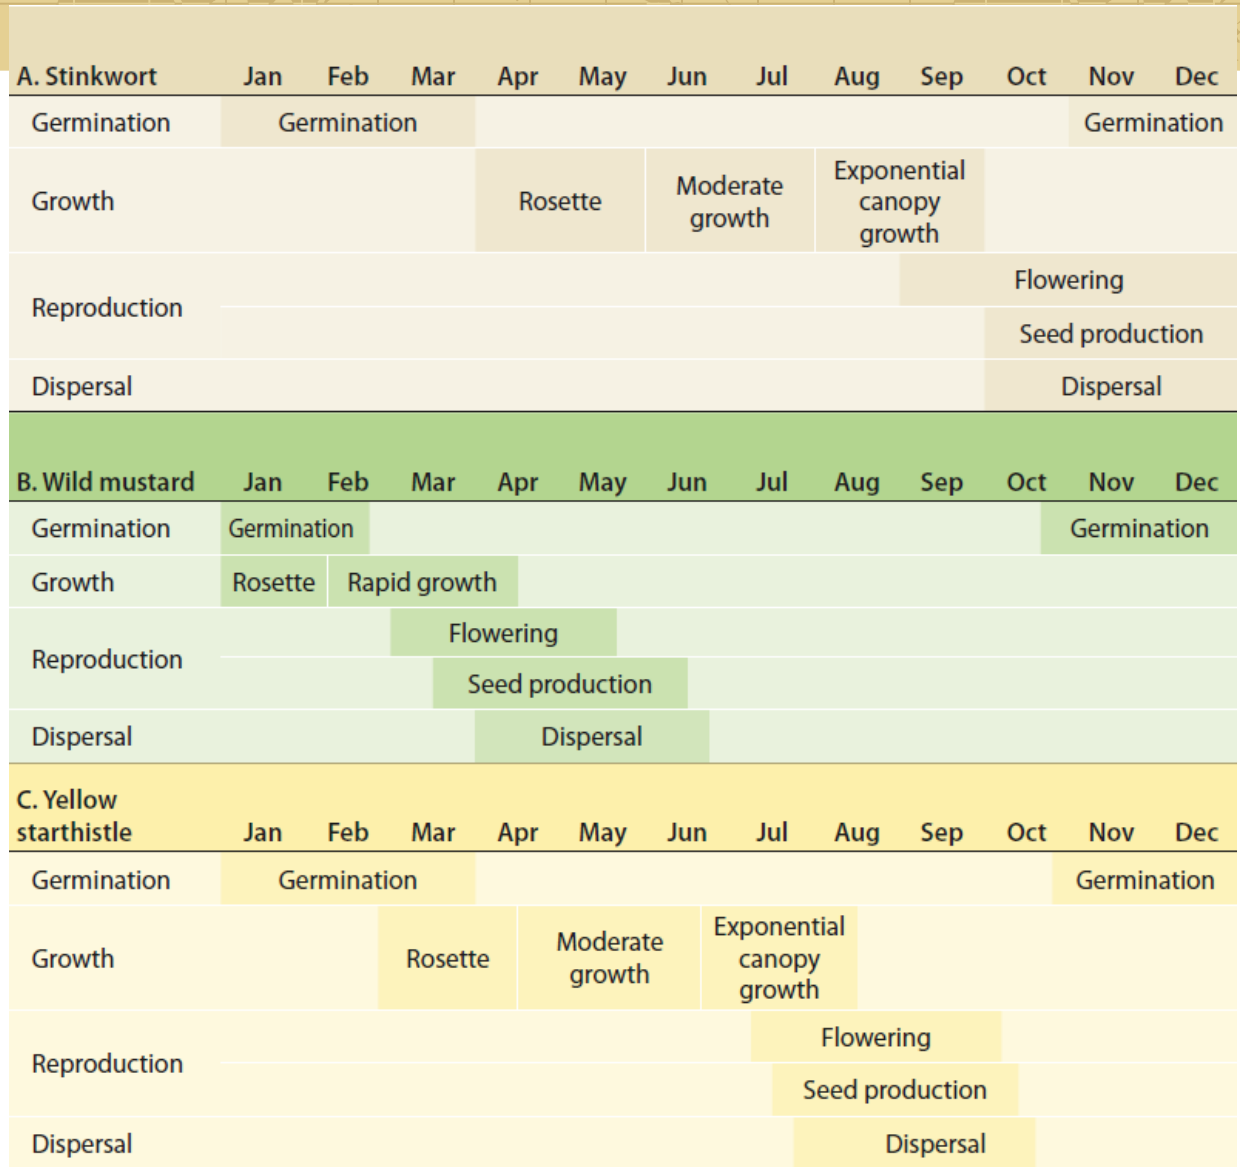 A. Stinkwort Jan Feb Mar Apr May Jun Jul Aug Sep Oct Nov Dec
Germination Germination Germination
Growth Rosette Moderate growth Exponential canopy growth
Reproduction Flowering
Seed production
Dispersal Dispersal
B. Wild mustard Jan Feb Mar Apr May Jun Jul Aug Sep Oct Nov Dec
Germination Germination Germination
Growth Rosette Rapid growth
Reproduction Flowering
Seed production
Dispersal Dispersal
C. Yellow
starthistle Jan Feb Mar Apr May Jun Jul Aug Sep Oct Nov Dec
Germination Germination Germination
Growth Rosette Moderate growth Exponential canopy growth
Reproduction Flowering
Seed production
Dispersal Dispersal